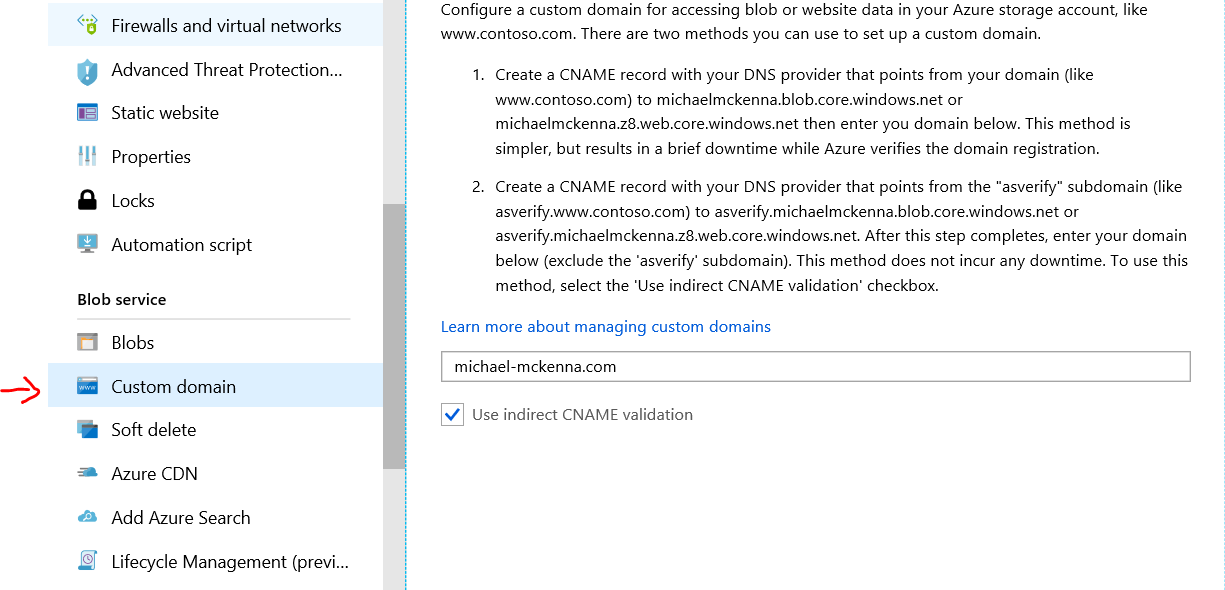 Firewalls and virtual networks
Advanced Threat Protection...
Static website
Properties
Locks
Automation script
Blob service
Blobs
www
Custom domain
Soft delete
Azure CDN
Add Azure Search
Lifecycle Management (previ...
Configure a custom domain for accessing blob or website data in your Azure storage account, like
www.contoso.com. There are two methods you can use to set up a custom domain.
1. Create a CNAME record with your DNS provider that points from your domain (like
www.contoso.com) to michaelmckenna.blob.core.windows.net or
michaelmckenna.z8.web.core.windows.net then enter you domain below. This method is
simpler, but results in a brief downtime while Azure verifies the domain registration.
2. Create a CNAME record with your DNS provider that points from the "asverify" subdomain (like
asverify.www.contoso.com) to asverify.michaelmckenna.blob.core.windows.net or
asverify.michaelmckenna.z8.web.core.windows.net. After this step completes, enter your domain
below (exclude the 'asverify' subdomain). This method does not incur any downtime. To use this
method, select the 'Use indirect CNAME validation' checkbox.
Learn more about managing custom domains
michael-mckenna.com
Use indirect CNAME validation